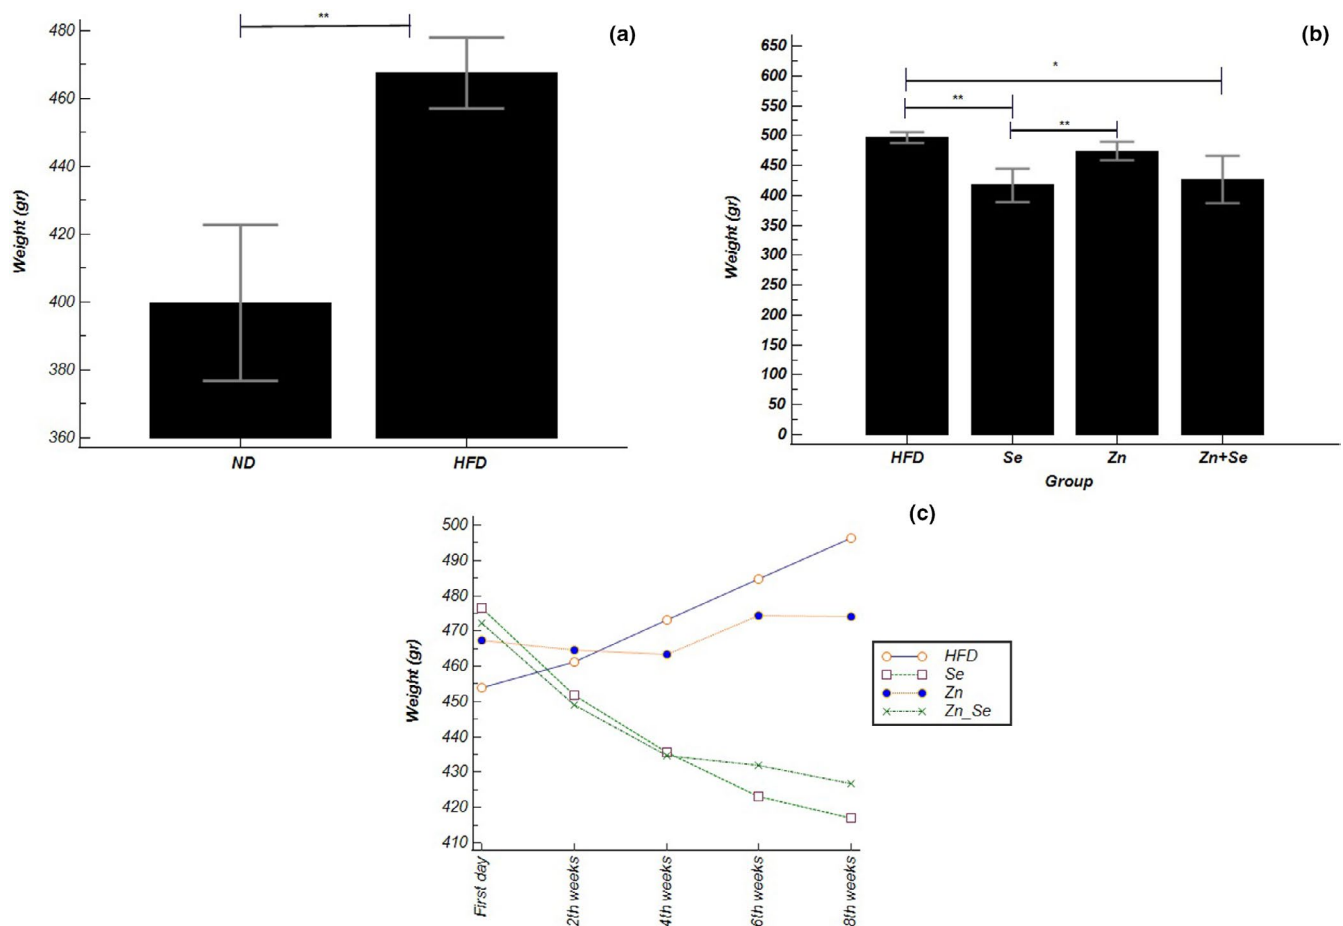 (a)
**
480
460
440
420
400
380
360
Weight (gr)
ND HFD
(b)
*
**
**
650
600
550
500
450
400
350
300
250
200
150
100
50
0
Weight (gr)
HFD Se Zn Zn+Se
Group
(c)
500
490
480
470
460
450
440
430
420
410
Weight (gr)
First day
2th weeks
4th weeks
6th weeks
8th weeks
HFD
Se
Zn
Zn_Se